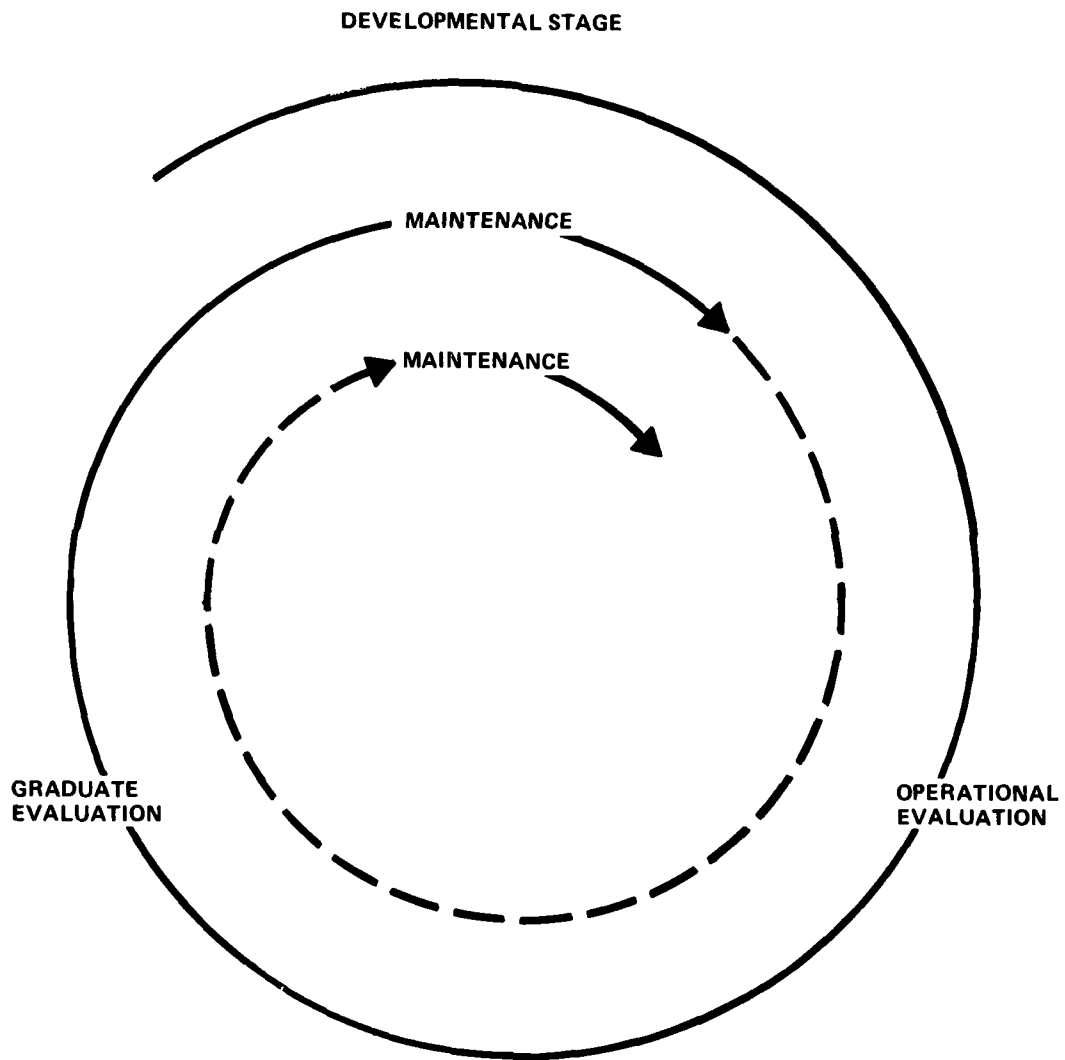 DEVELOPMENTAL STAGE
MAINTENANCE
MAINTENANCE
GRADUATE
EVALUATION
OPERATIONAL
EVALUATION